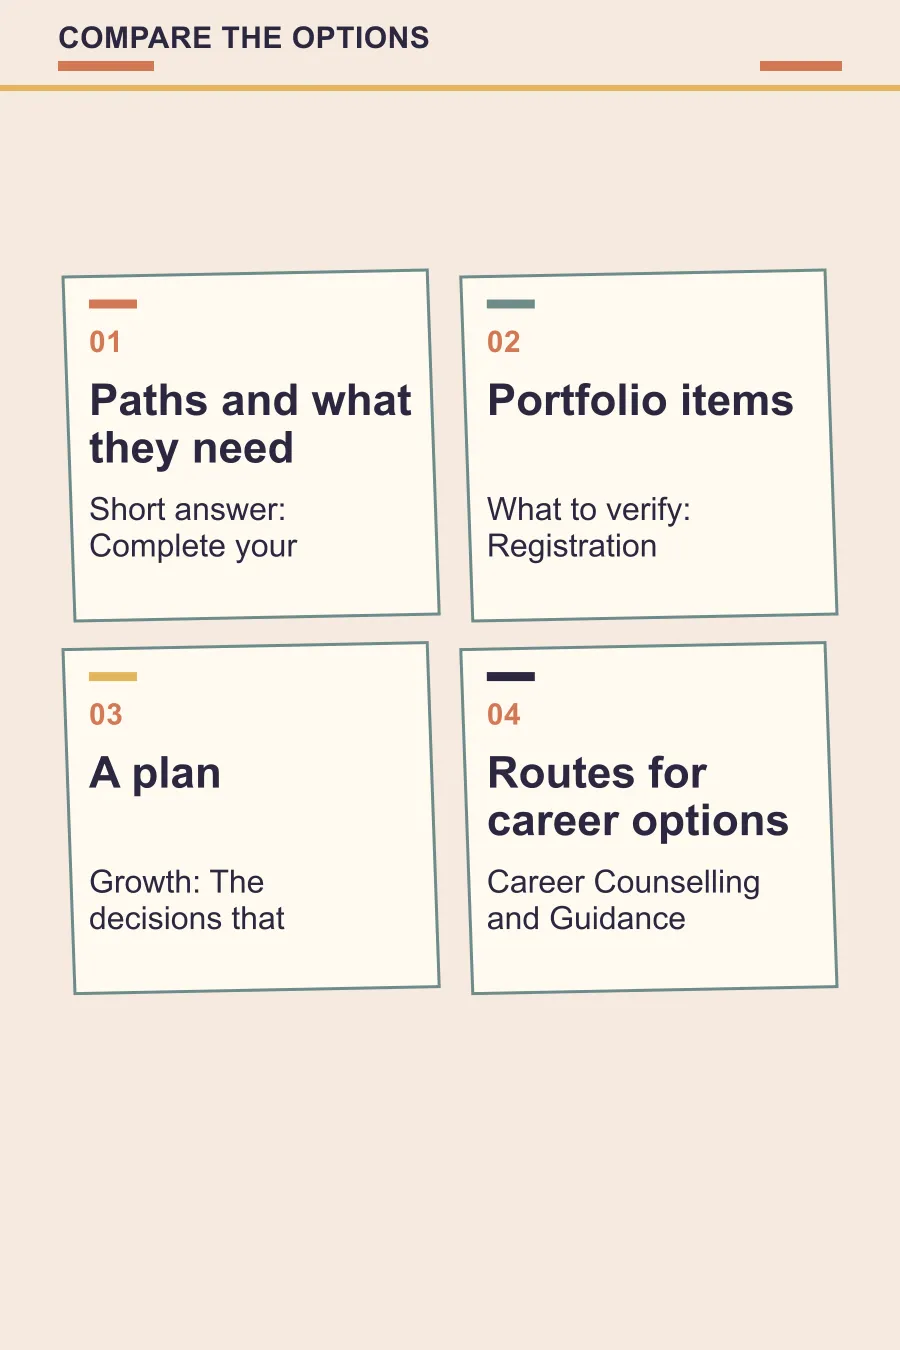 COMPARE THE OPTIONS
01
Paths and what
they need
Short answer:
Complete your
02
Portfolio items
What to verify:
Registration
03
A plan
Growth: The
decisions that
04
Routes for
career options
Career Counselling
and Guidance